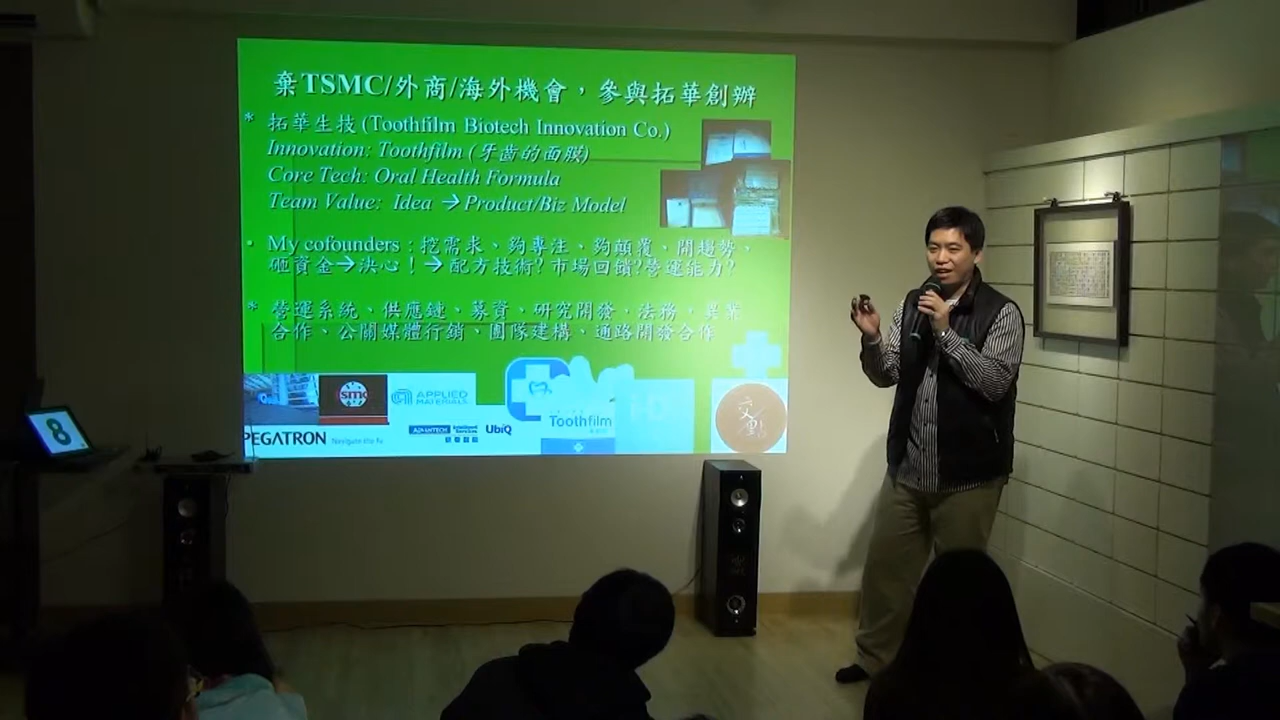 棄TSMC/外商/海外機會，參與拓華創辦
* 拓華生技 (Toothfilm Biotech Innovation Co.)
Innovation: Toothfilm (牙齒的面膜)
Core Tech: Oral Health Formula
Team Value: Idea → Product/Biz Model
• My cofounders : 挖需求、夠專注、夠顛覆、開趨勢、
砸資金→決心！→ 配方技術? 市場回饋?營運能力?
* 營運系統、供應鏈、募資、研究開發、法務、異業
合作、公關媒體行銷、團隊建構、通路開發合作
smc
APPLIED
MATERIALS
Toothfilm
PEGATRON
ADVANTECH
UbiQ
交點
8